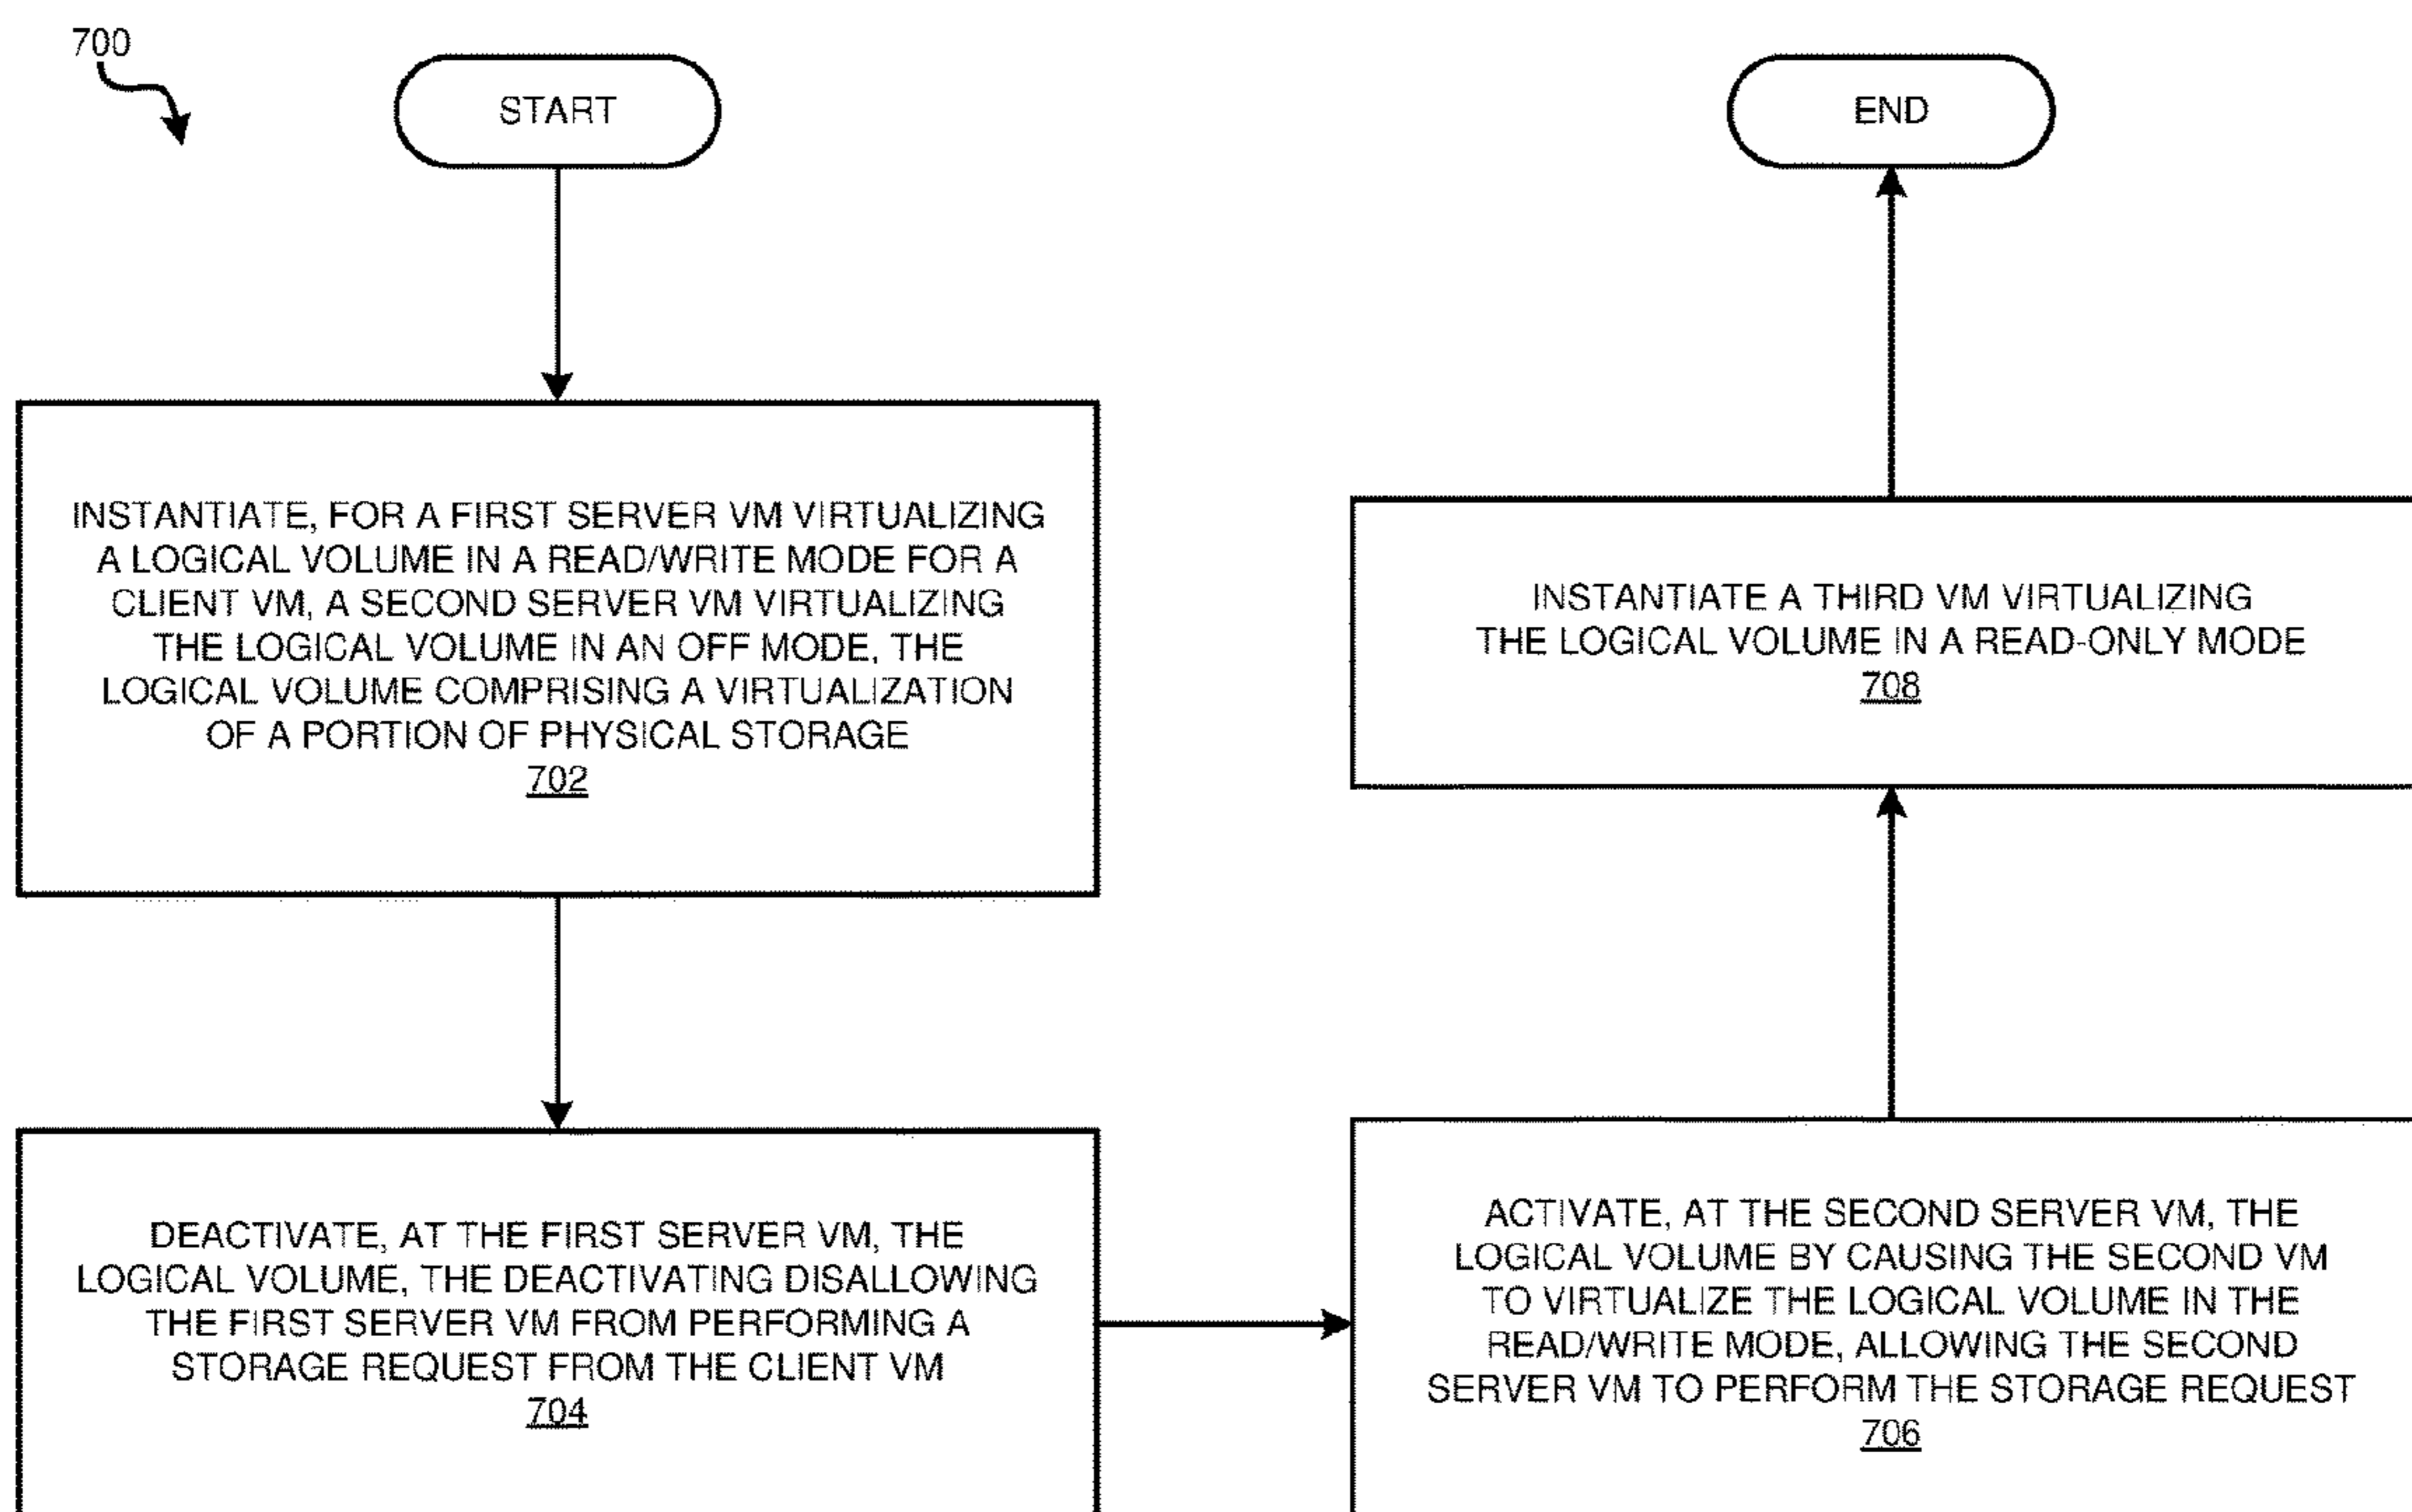 700
START
INSTANTIATE, FOR A FIRST SERVER VM VIRTUALIZING
A LOGICAL VOLUME IN A READ/WRITE MODE FOR A
CLIENT VM, A SECOND SERVER VM VIRTUALIZING
THE LOGICAL VOLUME IN AN OFF MODE, THE
LOGICAL VOLUME COMPRISING A VIRTUALIZATION
OF A PORTION OF PHYSICAL STORAGE
702
DEACTIVATE, AT THE FIRST SERVER VM, THE
LOGICAL VOLUME, THE DEACTIVATING DISALLOWING
THE FIRST SERVER VM FROM PERFORMING A
STORAGE REQUEST FROM THE CLIENT VM
704
ACTIVATE, AT THE SECOND SERVER VM, THE
LOGICAL VOLUME BY CAUSING THE SECOND VM
TO VIRTUALIZE THE LOGICAL VOLUME IN THE
READ/WRITE MODE, ALLOWING THE SECOND
SERVER VM TO PERFORM THE STORAGE REQUEST
706
INSTANTIATE A THIRD VM VIRTUALIZING
THE LOGICAL VOLUME IN A READ-ONLY MODE
708
END